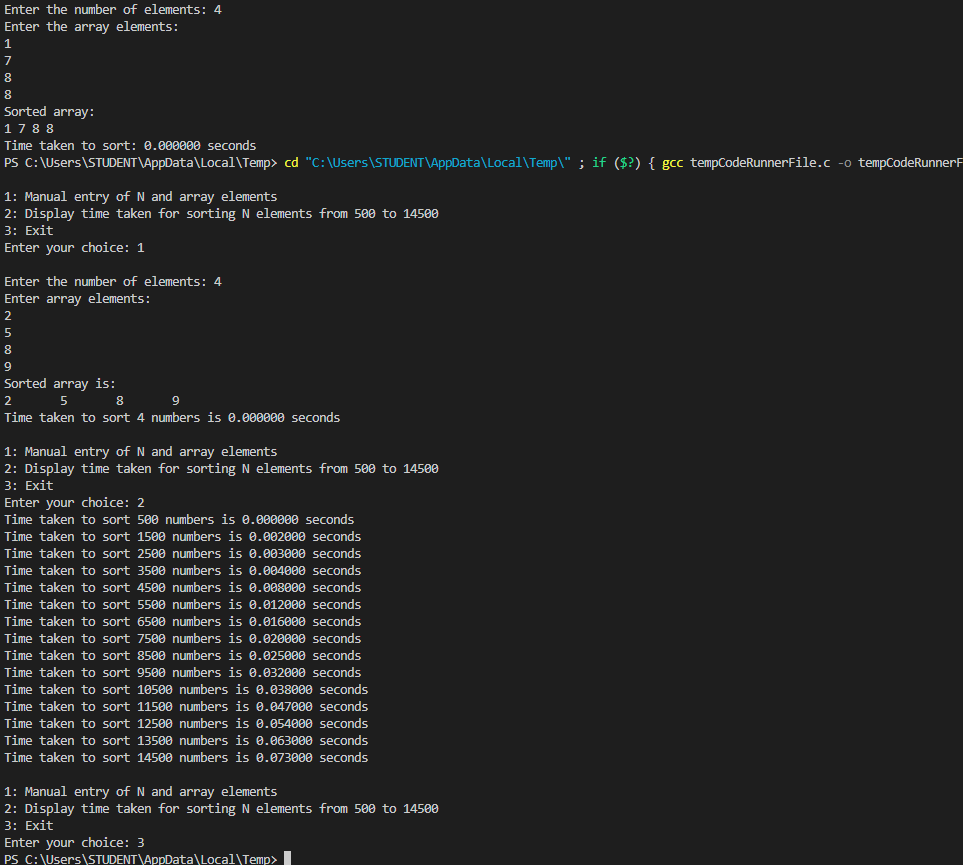 Enter the number of elements: 4
Enter the array elements:
1
7
8
8
Sorted array:
1 7 8 8
Time taken to sort: 0.000000 seconds
PS C:\Users\STUDENT\AppData\Local\Temp> cd "C:\Users\STUDENT\AppData\Local\Temp\" ; if ($?) { gcc tempCodeRunnerFile.c -o tempCodeRunnerF
1: Manual entry of N and array elements
2: Display time taken for sorting N elements from 500 to 14500
3: Exit
Enter your choice: 1
Enter the number of elements: 4
Enter array elements:
2
5
8
9
Sorted array is:
2 5 8 9
Time taken to sort 4 numbers is 0.000000 seconds
1: Manual entry of N and array elements
2: Display time taken for sorting N elements from 500 to 14500
3: Exit
Enter your choice: 2
Time taken to sort 500 numbers is 0.000000 seconds
Time taken to sort 1500 numbers is 0.002000 seconds
Time taken to sort 2500 numbers is 0.003000 seconds
Time taken to sort 3500 numbers is 0.004000 seconds
Time taken to sort 4500 numbers is 0.008000 seconds
Time taken to sort 5500 numbers is 0.012000 seconds
Time taken to sort 6500 numbers is 0.016000 seconds
Time taken to sort 7500 numbers is 0.020000 seconds
Time taken to sort 8500 numbers is 0.025000 seconds
Time taken to sort 9500 numbers is 0.032000 seconds
Time taken to sort 10500 numbers is 0.038000 seconds
Time taken to sort 11500 numbers is 0.047000 seconds
Time taken to sort 12500 numbers is 0.054000 seconds
Time taken to sort 13500 numbers is 0.063000 seconds
Time taken to sort 14500 numbers is 0.073000 seconds
1: Manual entry of N and array elements
2: Display time taken for sorting N elements from 500 to 14500
3: Exit
Enter your choice: 3
PS C:\Users\STUDENT\AppData\Local\Temp>